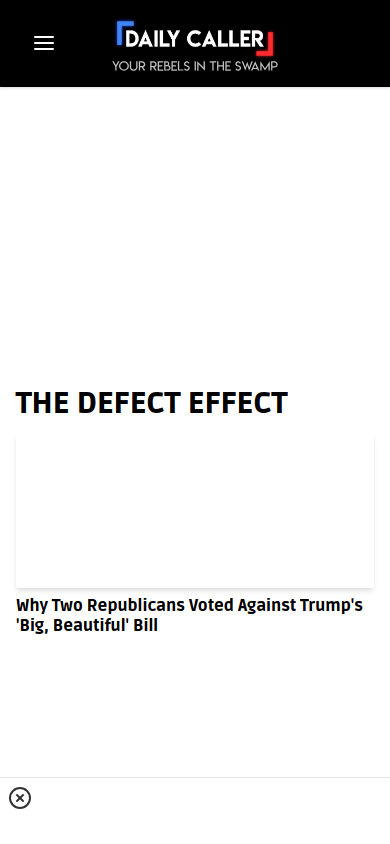 DAILY CALLER
YOUR REBELS IN THE SWAMP
THE DEFECT EFFECT
Why Two Republicans Voted Against Trump's
'Big, Beautiful' Bill